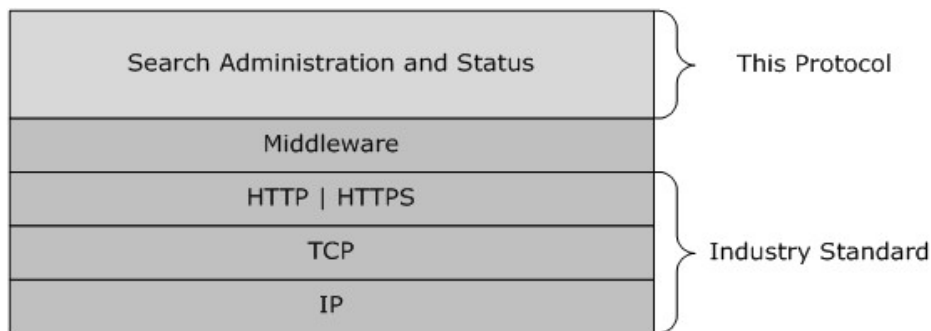 Search Administration and Status
This Protocol
Middleware
HTTP | HTTPS
TCP
Industry Standard
IP